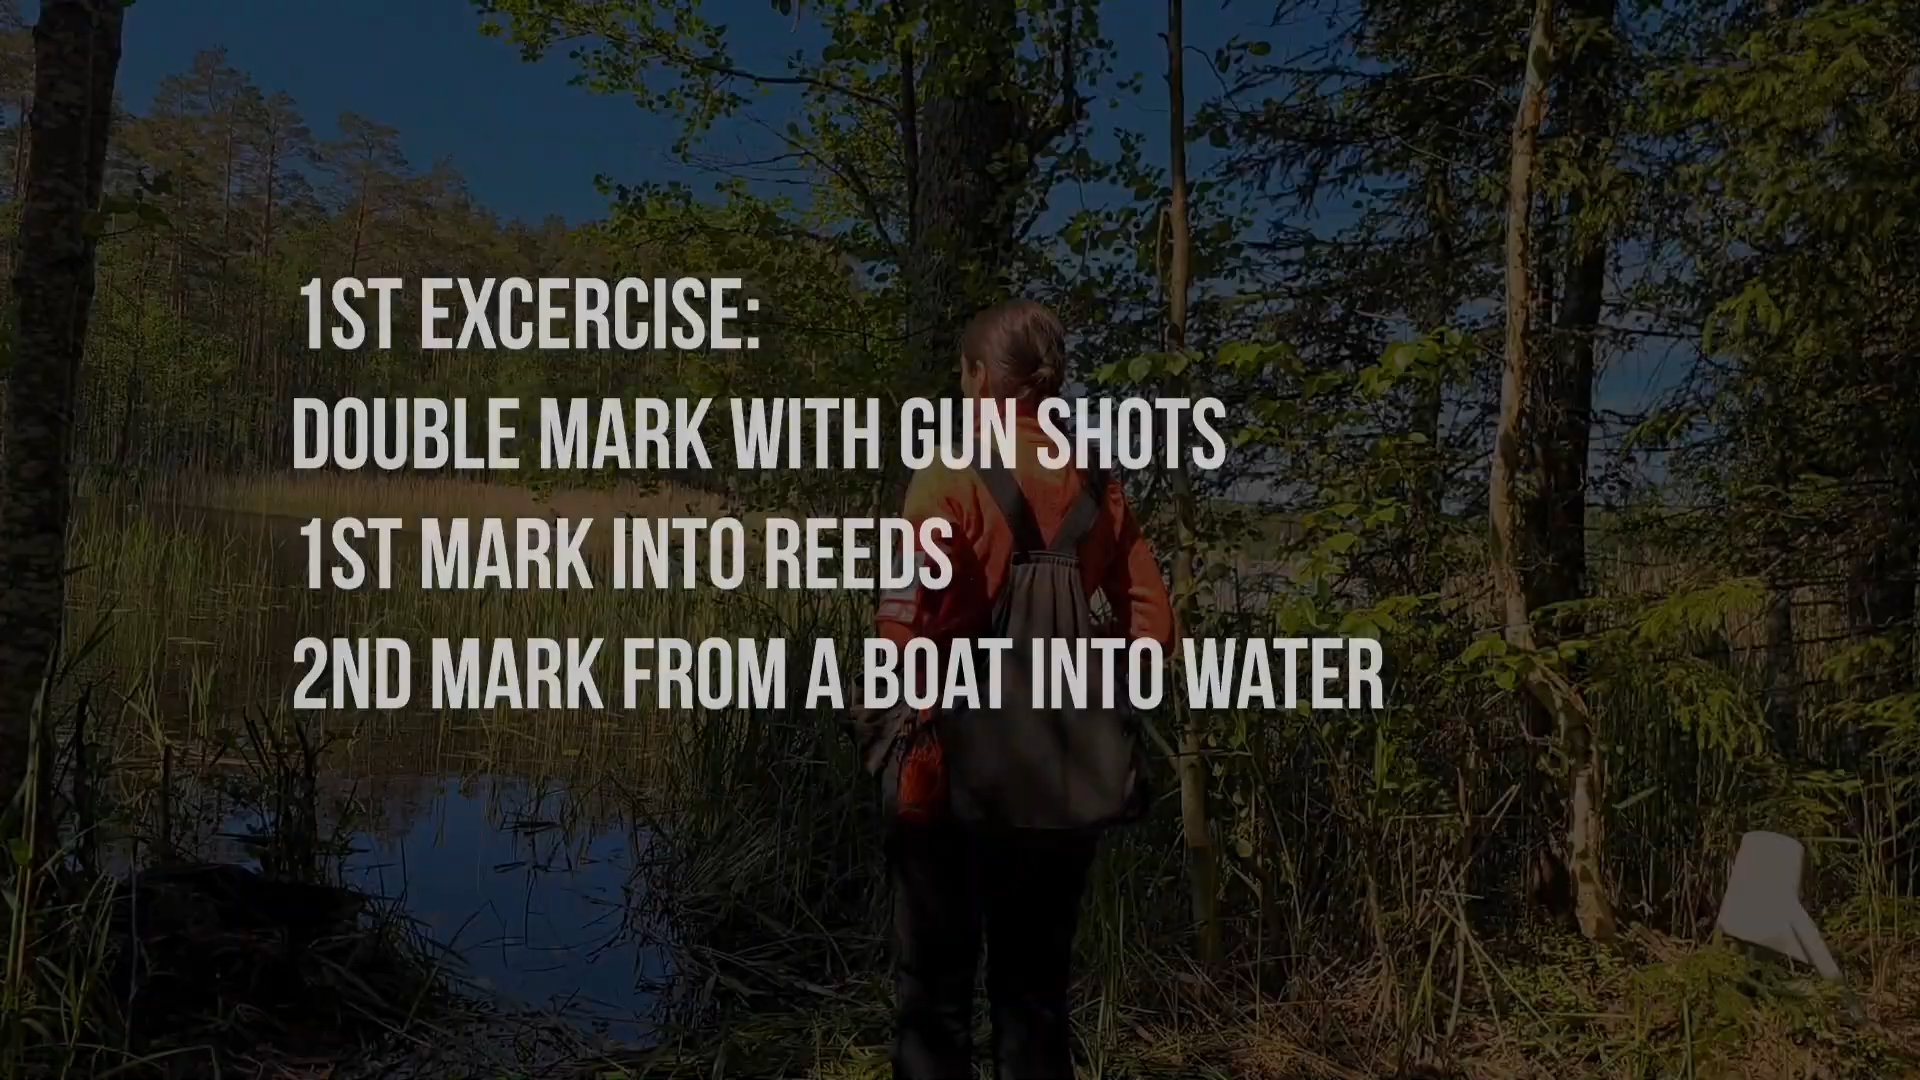 1ST EXCERCISE:
DOUBLE MARK WITH GUN SHOTS
1ST MARK INTO REEDS
2ND MARK FROM A BOAT INTO WATER